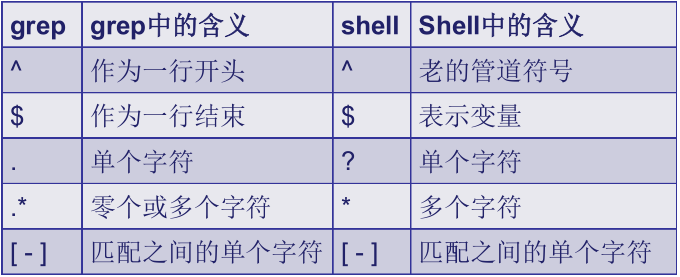 grep grep中的含义 shell Shell中的含义
^ 作为一行开头 ^ 老的管道符号
$ 作为一行结束 $ 表示变量
. 单个字符 ? 单个字符
.* 零个或多个字符 * 多个字符
[ - ] 匹配之间的单个字符 [ - ] 匹配之间的单个字符